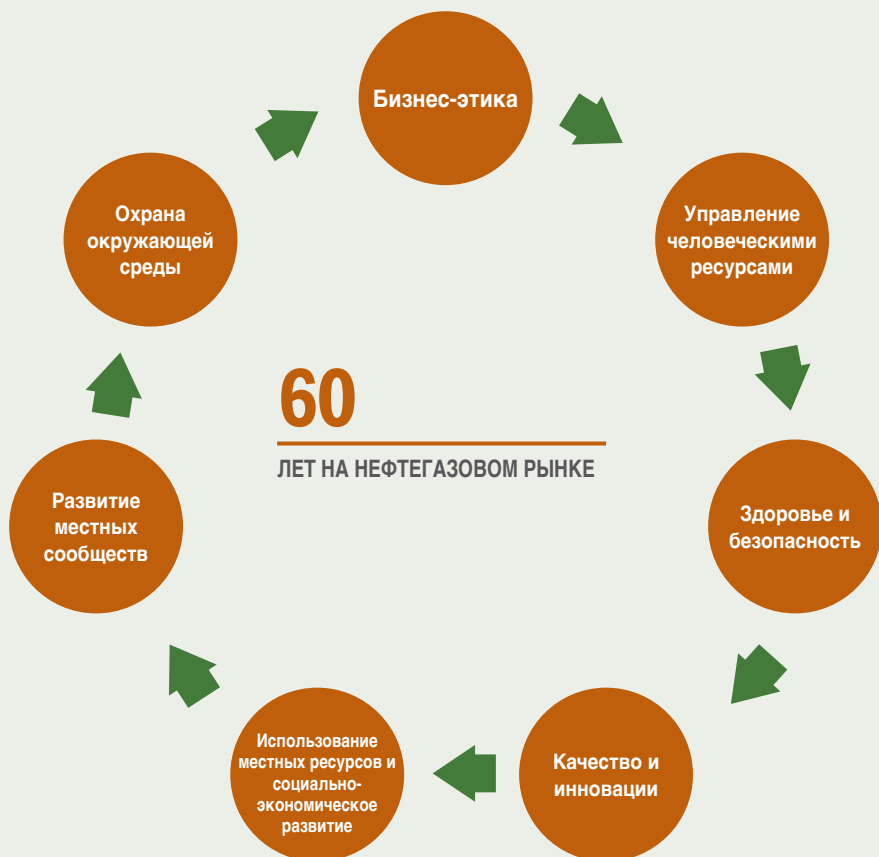 Бизнес-этика
Управление
человеческими
ресурсами
Здоровье и
безопасность
Качество и
инновации
Использование
местных ресурсов и
социально-
экономическое
развитие
Развитие
местных
сообществ
Охрана
окружающей
среды
60
ЛЕТ НА НЕФТЕГАЗОВОМ РЫНКЕ